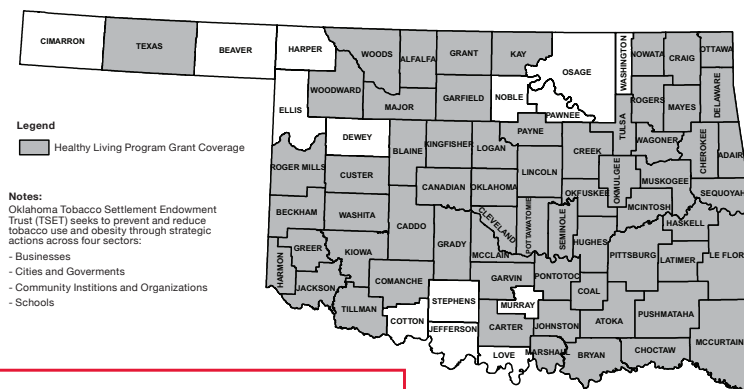 CIMARRON
TEXAS
BEAVER
HARPER
WOODS
ALFALFA
GRANT
KAY
OSAGE
WASHINGTON
NOWATA
CRAIG
OTTAWA
ELLIS
WOODWARD
MAJOR
GARFIELD
NOBLE
PAWNEE
TULSA
ROGERS
MAYES
DELAWARE
Legend
Healthy Living Program Grant Coverage
DEWEY
BLAINE
KINGFISHER
LOGAN
PAYNE
CREEK
WAGONER
CHEROKEE
ADAIR
ROGER MILLS
CUSTER
CANADIAN
OKLAHOMA
LINCOLN
OKFUSKEE
OKMULGEE
MUSKOGEE
SEQUOYAH
Notes:
Oklahoma Tobacco Settlement Endowment
Trust (TSET) seeks to prevent and reduce
tobacco use and obesity through strategic
actions across four sectors:
- Businesses
- Cities and Goverments
- Community Institions and Organizations
- Schools
BECKHAM
WASHITA
CADDO
GRADY
CLEVELAND
MCCLAIN
POTTAWATOMIE
SEMINOLE
HUGHES
MCINTOSH
HASKELL
PITTSBURG
LATIMER
LE FLOR
HARMON
GREER
KIOWA
JACKSON
COMANCHE
TILLMAN
COTTON
STEPHENS
JEFFERSON
GARVIN
MURRAY
PONTOTOC
COAL
CARTER
JOHNSTON
ATOKA
PUSHMATAHA
MCCURTAIN
LOVE
MARSHALL
BRYAN
CHOCTAW